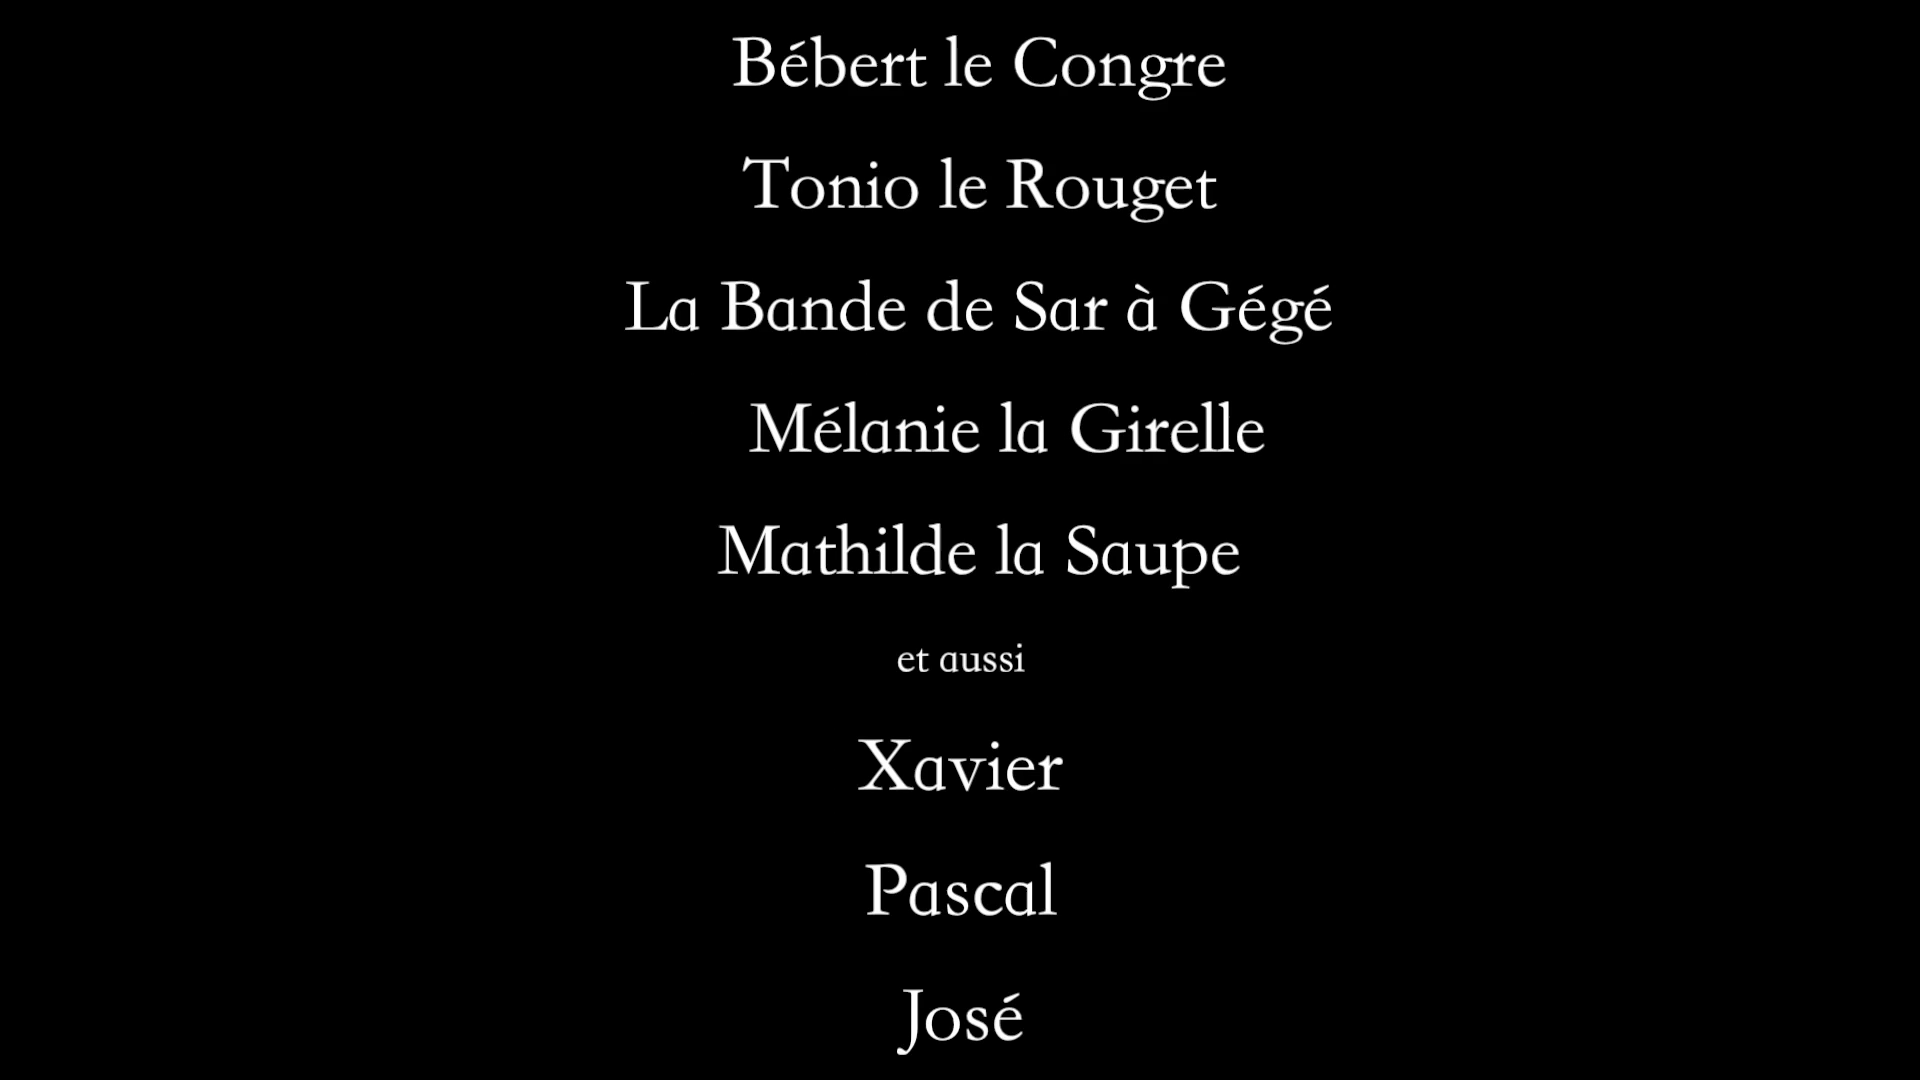 Bébert le Congre
Tonio le Rouget
La Bande de Sar à Gégé
Mélanie la Girelle
Mathilde la Saupe
et aussi
Xavier
Pascal
José